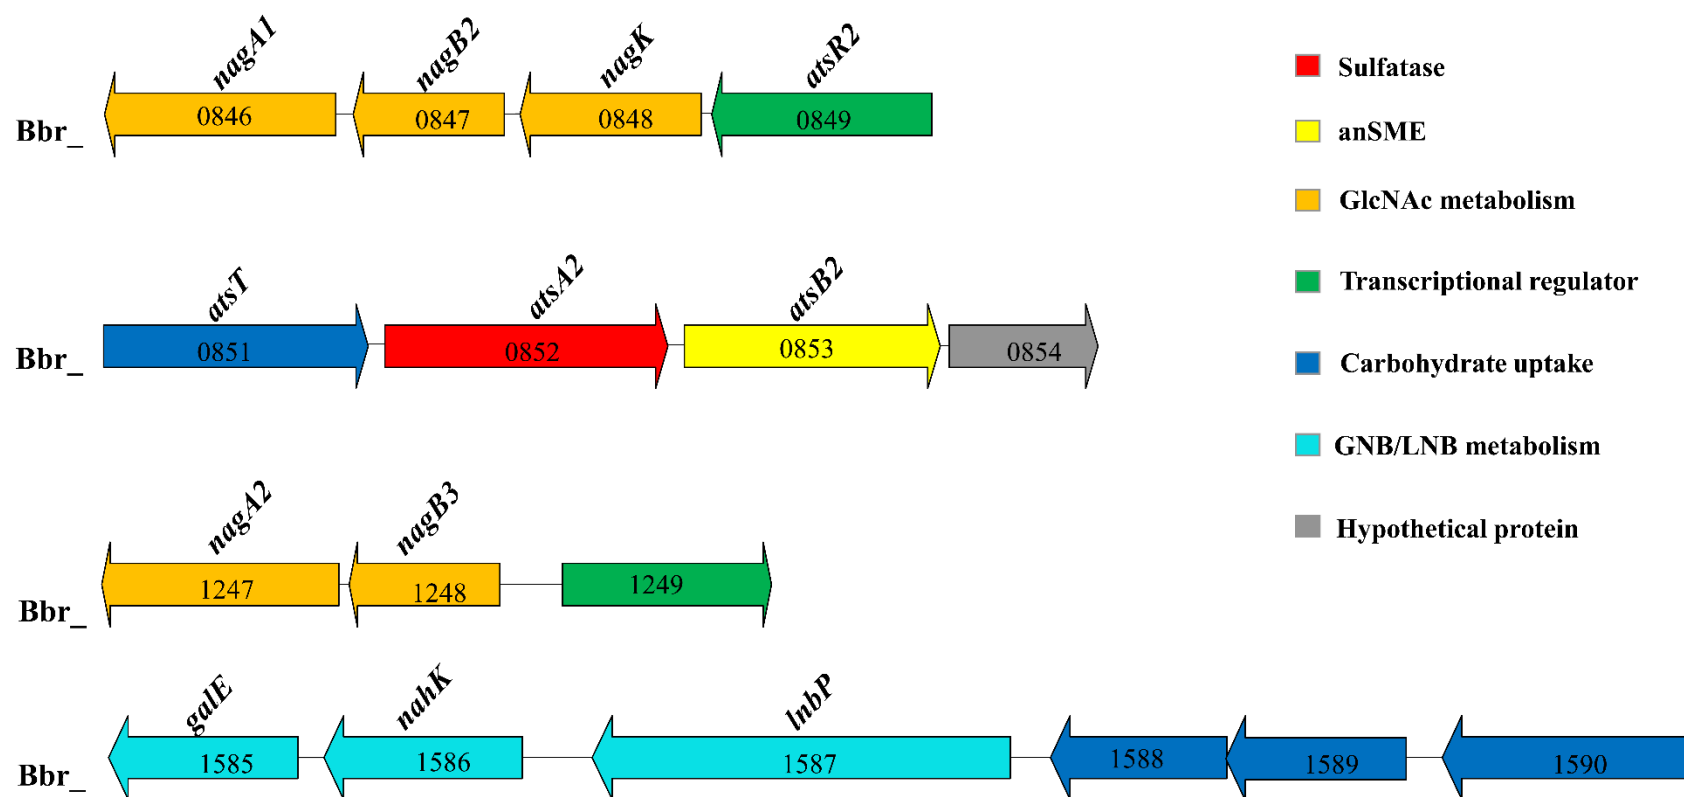 nagA1 nagB2 nagK atsR2
Bbr_ 0846 0847 0848 0849
atsT atsA2 atsB2
Bbr_ 0851 0852 0853 0854
nagA2 nagB3
Bbr_ 1247 1248 1249
galE nahK lnbP
Bbr_ 1585 1586 1587 1588 1589 1590
Sulfatase
anSME
GlcNAc metabolism
Transcriptional regulator
Carbohydrate uptake
GNB/LNB metabolism
Hypothetical protein